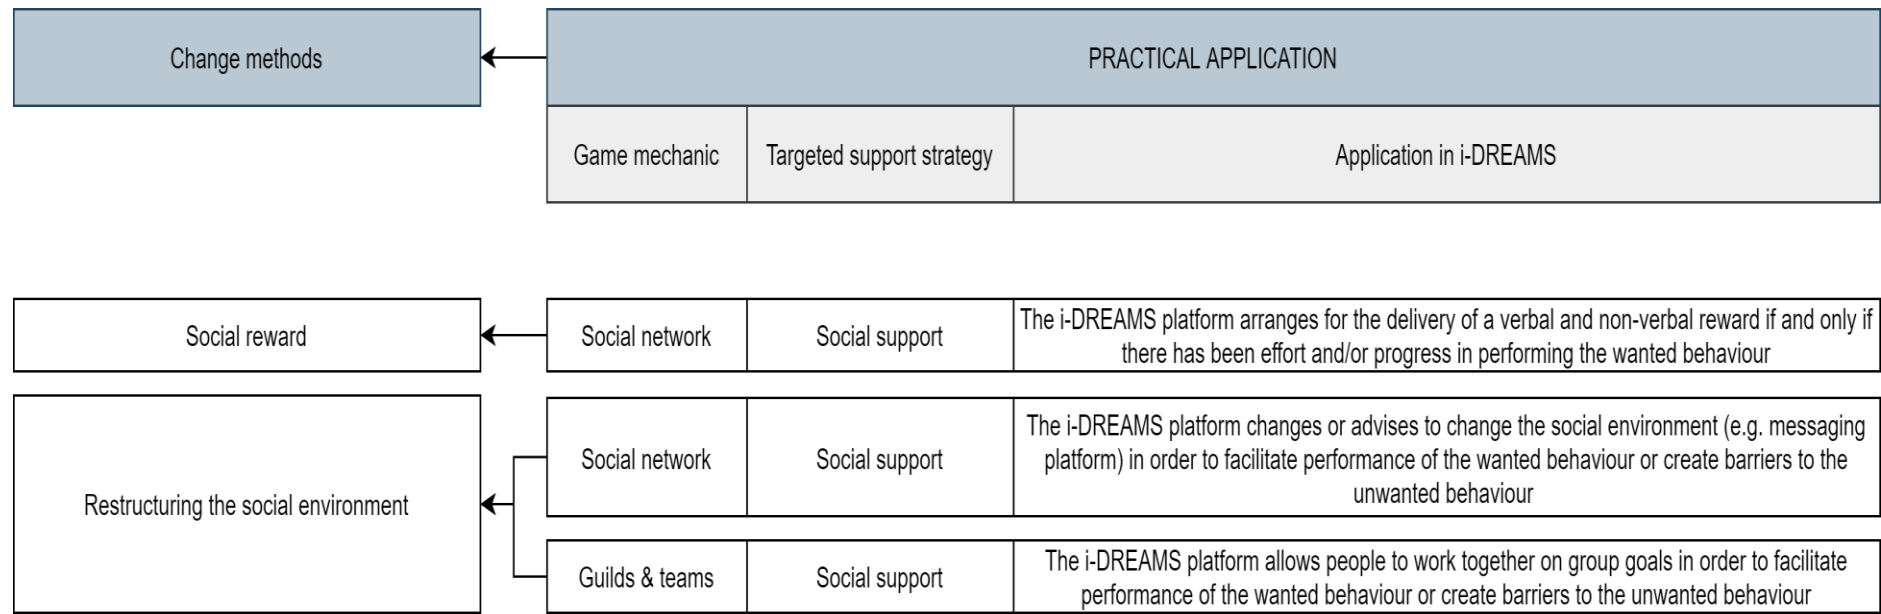 Change methods
PRACTICAL APPLICATION
Game mechanic
Targeted support strategy
Application in i-DREAMS
Social reward
Social network
Social support
The i-DREAMS platform arranges for the delivery of a verbal and non-verbal reward if and only if
there has been effort and/or progress in performing the wanted behaviour
Restructuring the social environment
Social network
Social support
The i-DREAMS platform changes or advises to change the social environment (e.g. messaging
platform) in order to facilitate performance of the wanted behaviour or create barriers to the
unwanted behaviour
Guilds & teams
Social support
The i-DREAMS platform allows people to work together on group goals in order to facilitate
performance of the wanted behaviour or create barriers to the unwanted behaviour